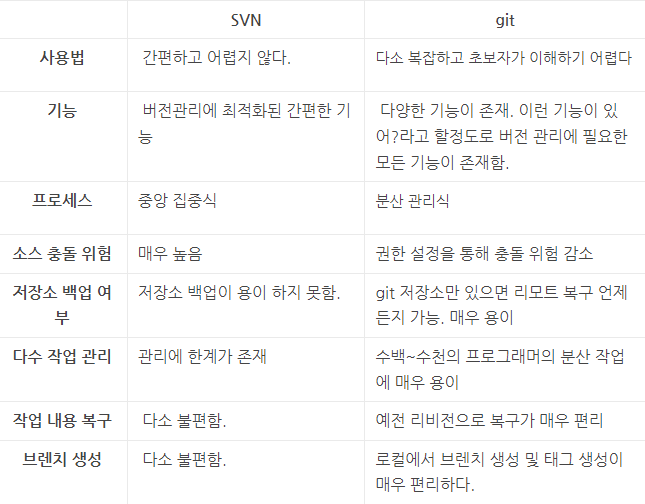 SVN git
사용법 간편하고 어렵지 않다. 다소 복잡하고 초보자가 이해하기 어렵다
기능 버전관리에 최적화된 간편한 기 다양한 기능이 존재. 이런 기능이 있
능 어?라고 할정도로 버전 관리에 필요한
모든 기능이 존재함.
프로세스 중앙 집중식 분산 관리식
소스 충돌 위험 매우 높음 권한 설정을 통해 충돌 위험 감소
저장소 백업 여 저장소 백업이 용이 하지 못함. git 저장소만 있으면 리모트 복구 언제
부 든지 가능. 매우 용이
다수 작업 관리 관리에 한계가 존재 수백~수천의 프로그래머의 분산 작업
에 매우 용이
작업 내용 복구 다소 불편함. 예전 리비전으로 복구가 매우 편리
브렌치 생성 다소 불편함. 로컬에서 브렌치 생성 및 태그 생성이
매우 편리하다.